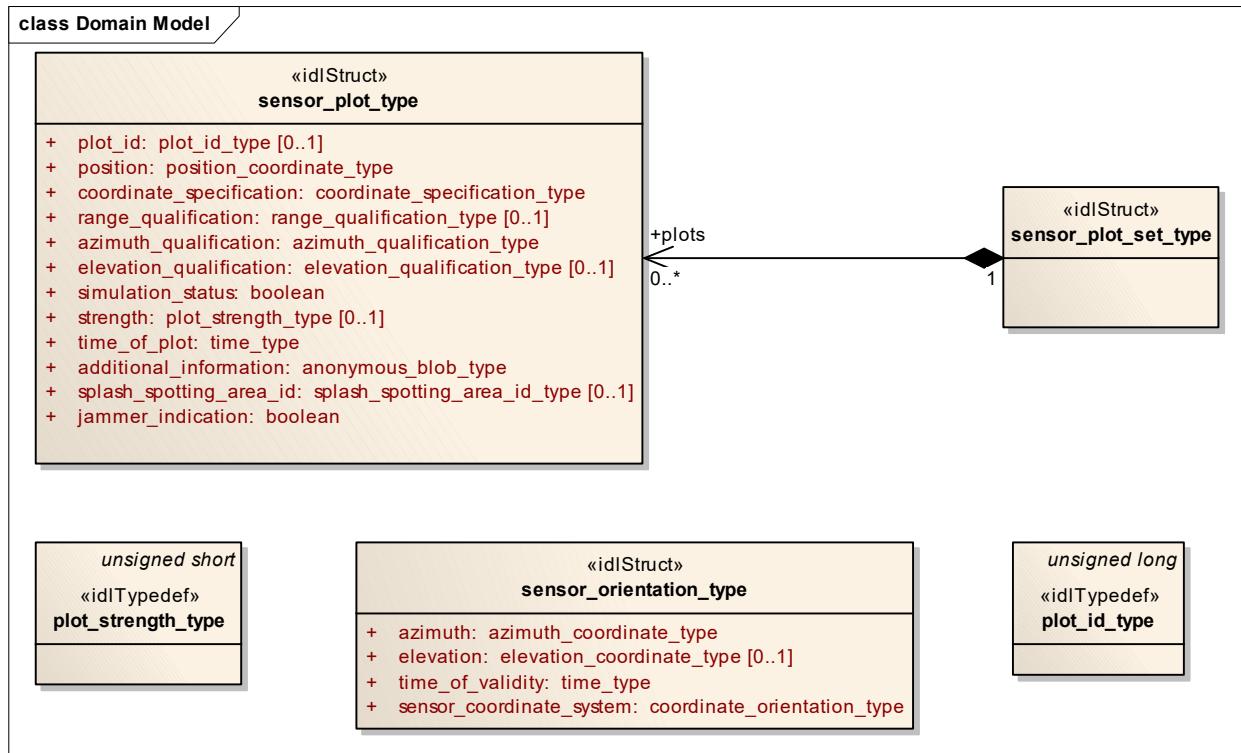 class Domain Model
«idlStruct»
sensor_plot_type
+ plot_id: plot_id_type [0..1]
+ position: position_coordinate_type
+ coordinate_specification: coordinate_specification_type
+ range_qualification: range_qualification_type [0..1]
+ azimuth_qualification: azimuth_qualification_type
+ elevation_qualification: elevation_qualification_type [0..1]
+ simulation_status: boolean
+ strength: plot_strength_type [0..1]
+ time_of_plot: time_type
+ additional_information: anonymous_blob_type
+ splash_spotting_area_id: splash_spotting_area_id_type [0..1]
+ jammer_indication: boolean
+plots
0..*
1
«idlStruct»
sensor_plot_set_type
unsigned short
«idlTypedef»
plot_strength_type
«idlStruct»
sensor_orientation_type
+ azimuth: azimuth_coordinate_type
+ elevation: elevation_coordinate_type [0..1]
+ time_of_validity: time_type
+ sensor_coordinate_system: coordinate_orientation_type
unsigned long
«idlTypedef»
plot_id_type